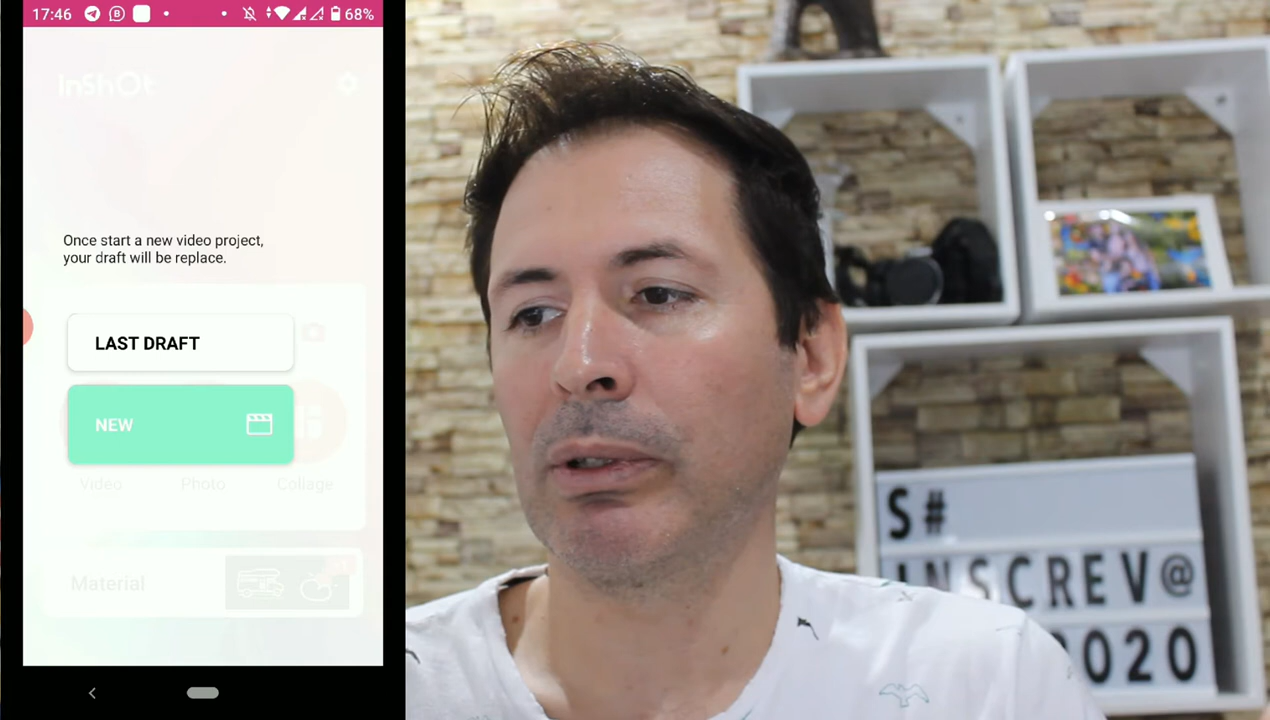 17:46
68%
InShOt
Once start a new video project,
your draft will be replace.
LAST DRAFT
NEW
Video
Photo
Collage
Material
S#
INSCREV@
2020